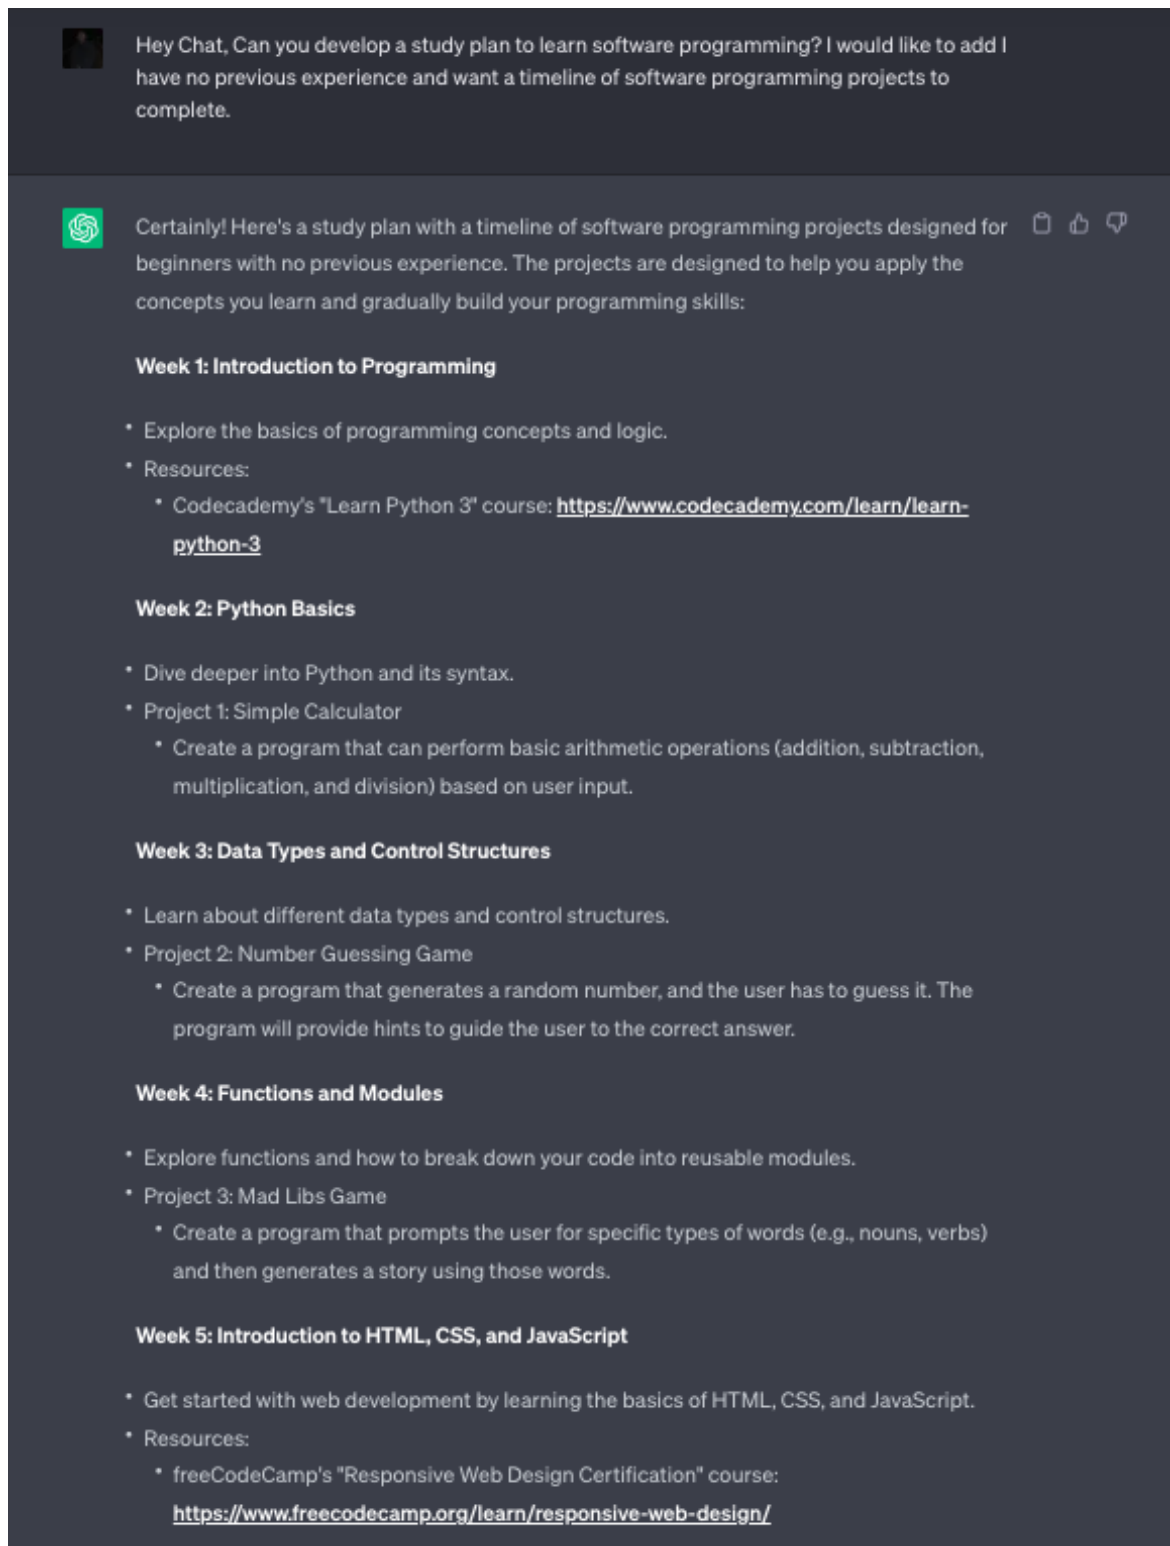 Hey Chat, Can you develop a study plan to learn software programming? I would like to add I
have no previous experience and want a timeline of software programming projects to
complete.
Certainly! Here's a study plan with a timeline of software programming projects designed for
beginners with no previous experience. The projects are designed to help you apply the
concepts you learn and gradually build your programming skills:
Week 1: Introduction to Programming
• Explore the basics of programming concepts and logic.
• Resources:
• Codecademy's "Learn Python 3" course: https://www.codecademy.com/learn/learn-
python-3
Week 2: Python Basics
• Dive deeper into Python and its syntax.
• Project 1: Simple Calculator
• Create a program that can perform basic arithmetic operations (addition, subtraction,
multiplication, and division) based on user input.
Week 3: Data Types and Control Structures
• Learn about different data types and control structures.
• Project 2: Number Guessing Game
• Create a program that generates a random number, and the user has to guess it. The
program will provide hints to guide the user to the correct answer.
Week 4: Functions and Modules
• Explore functions and how to break down your code into reusable modules.
• Project 3: Mad Libs Game
• Create a program that prompts the user for specific types of words (e.g., nouns, verbs)
and then generates a story using those words.
Week 5: Introduction to HTML, CSS, and JavaScript
• Get started with web development by learning the basics of HTML, CSS, and JavaScript.
• Resources:
• freeCodeCamp's "Responsive Web Design Certification" course:
https://www.freecodecamp.org/learn/responsive-web-design/